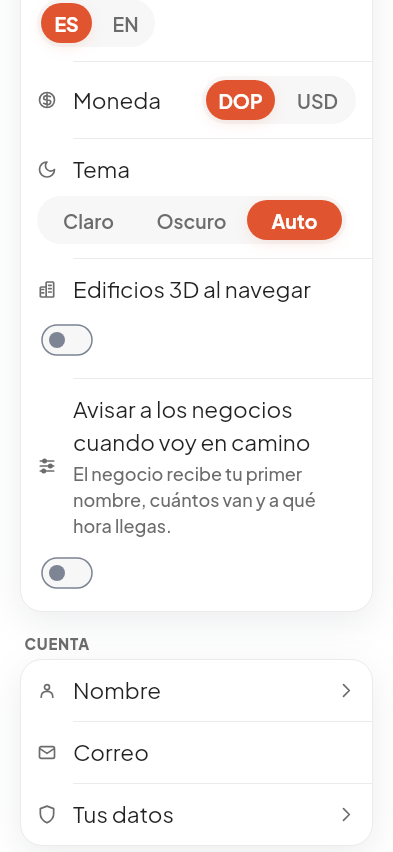 ES EN
Moneda DOP USD
Tema
Claro Oscuro Auto
Edificios 3D al navegar
Avisar a los negocios
cuando voy en camino
El negocio recibe tu primer
nombre, cuántos van y a qué
hora llegas.
CUENTA
Nombre
Correo
Tus datos